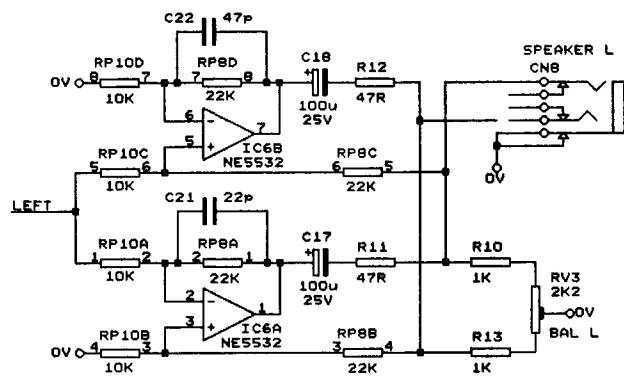 C22 47p
SPEAKER L
RP10D RP8D C18 R12 CN8
0V 8 7 7 8
10K 22K 100u 47R
25V
6 7
5 IC6B
RP10C NE5532 RP8C
5 6 6 5
10K 22K 0V
LEFT C21 22p
RP10A RP8A C17 R11 R10
1 2 2 1
10K 22K 100u 47R 1K RV3
25V 2K2
2 1 0V
3 IC6A BAL L
RP10B NE5532 RP8B R13
0V 4 3 3 4
10K 22K 1K